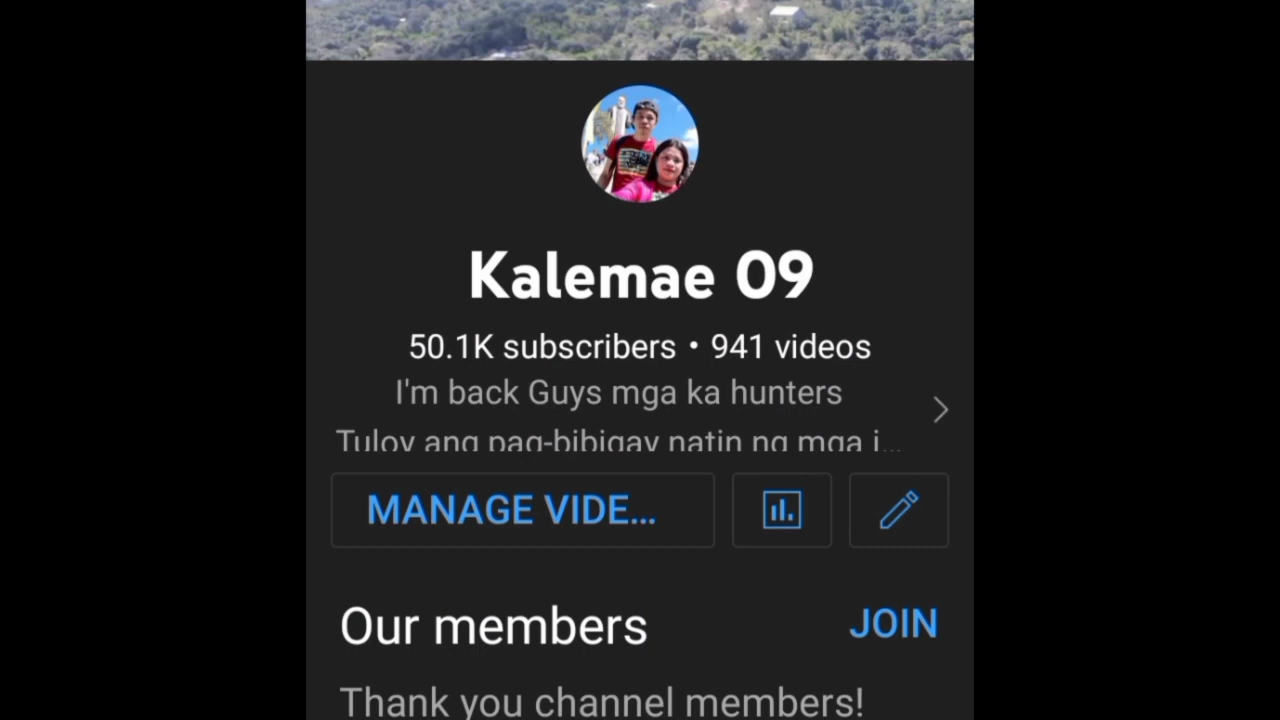 Kalemae 09
50.1K subscribers • 941 videos
I'm back Guys mga ka hunters
Tuloy ang pag-bibigay natin ng mga i...
MANAGE VIDE...
Our members
JOIN
Thank you channel members!